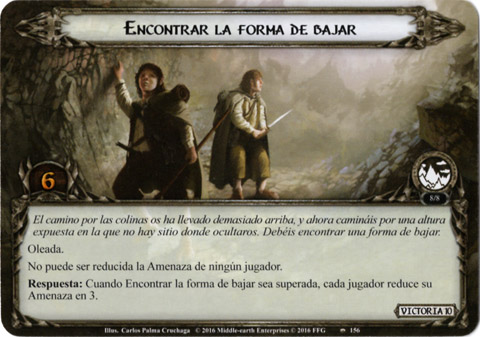 Encontrar la forma de bajar
6
8/8
El camino por las colinas os ha llevado demasiado arriba, y ahora camináis por una altura
expuesta en la que no hay sitio donde ocultaros. Debéis encontrar una forma de bajar.
Oleada.
No puede ser reducida la Amenaza de ningún jugador.
Respuesta: Cuando Encontrar la forma de bajar sea superada, cada jugador reduce su
Amenaza en 3.
Victoria 10
Illus. Carlos Palma Cruchaga © 2016 Middle-earth Enterprises © 2016 FFG 156